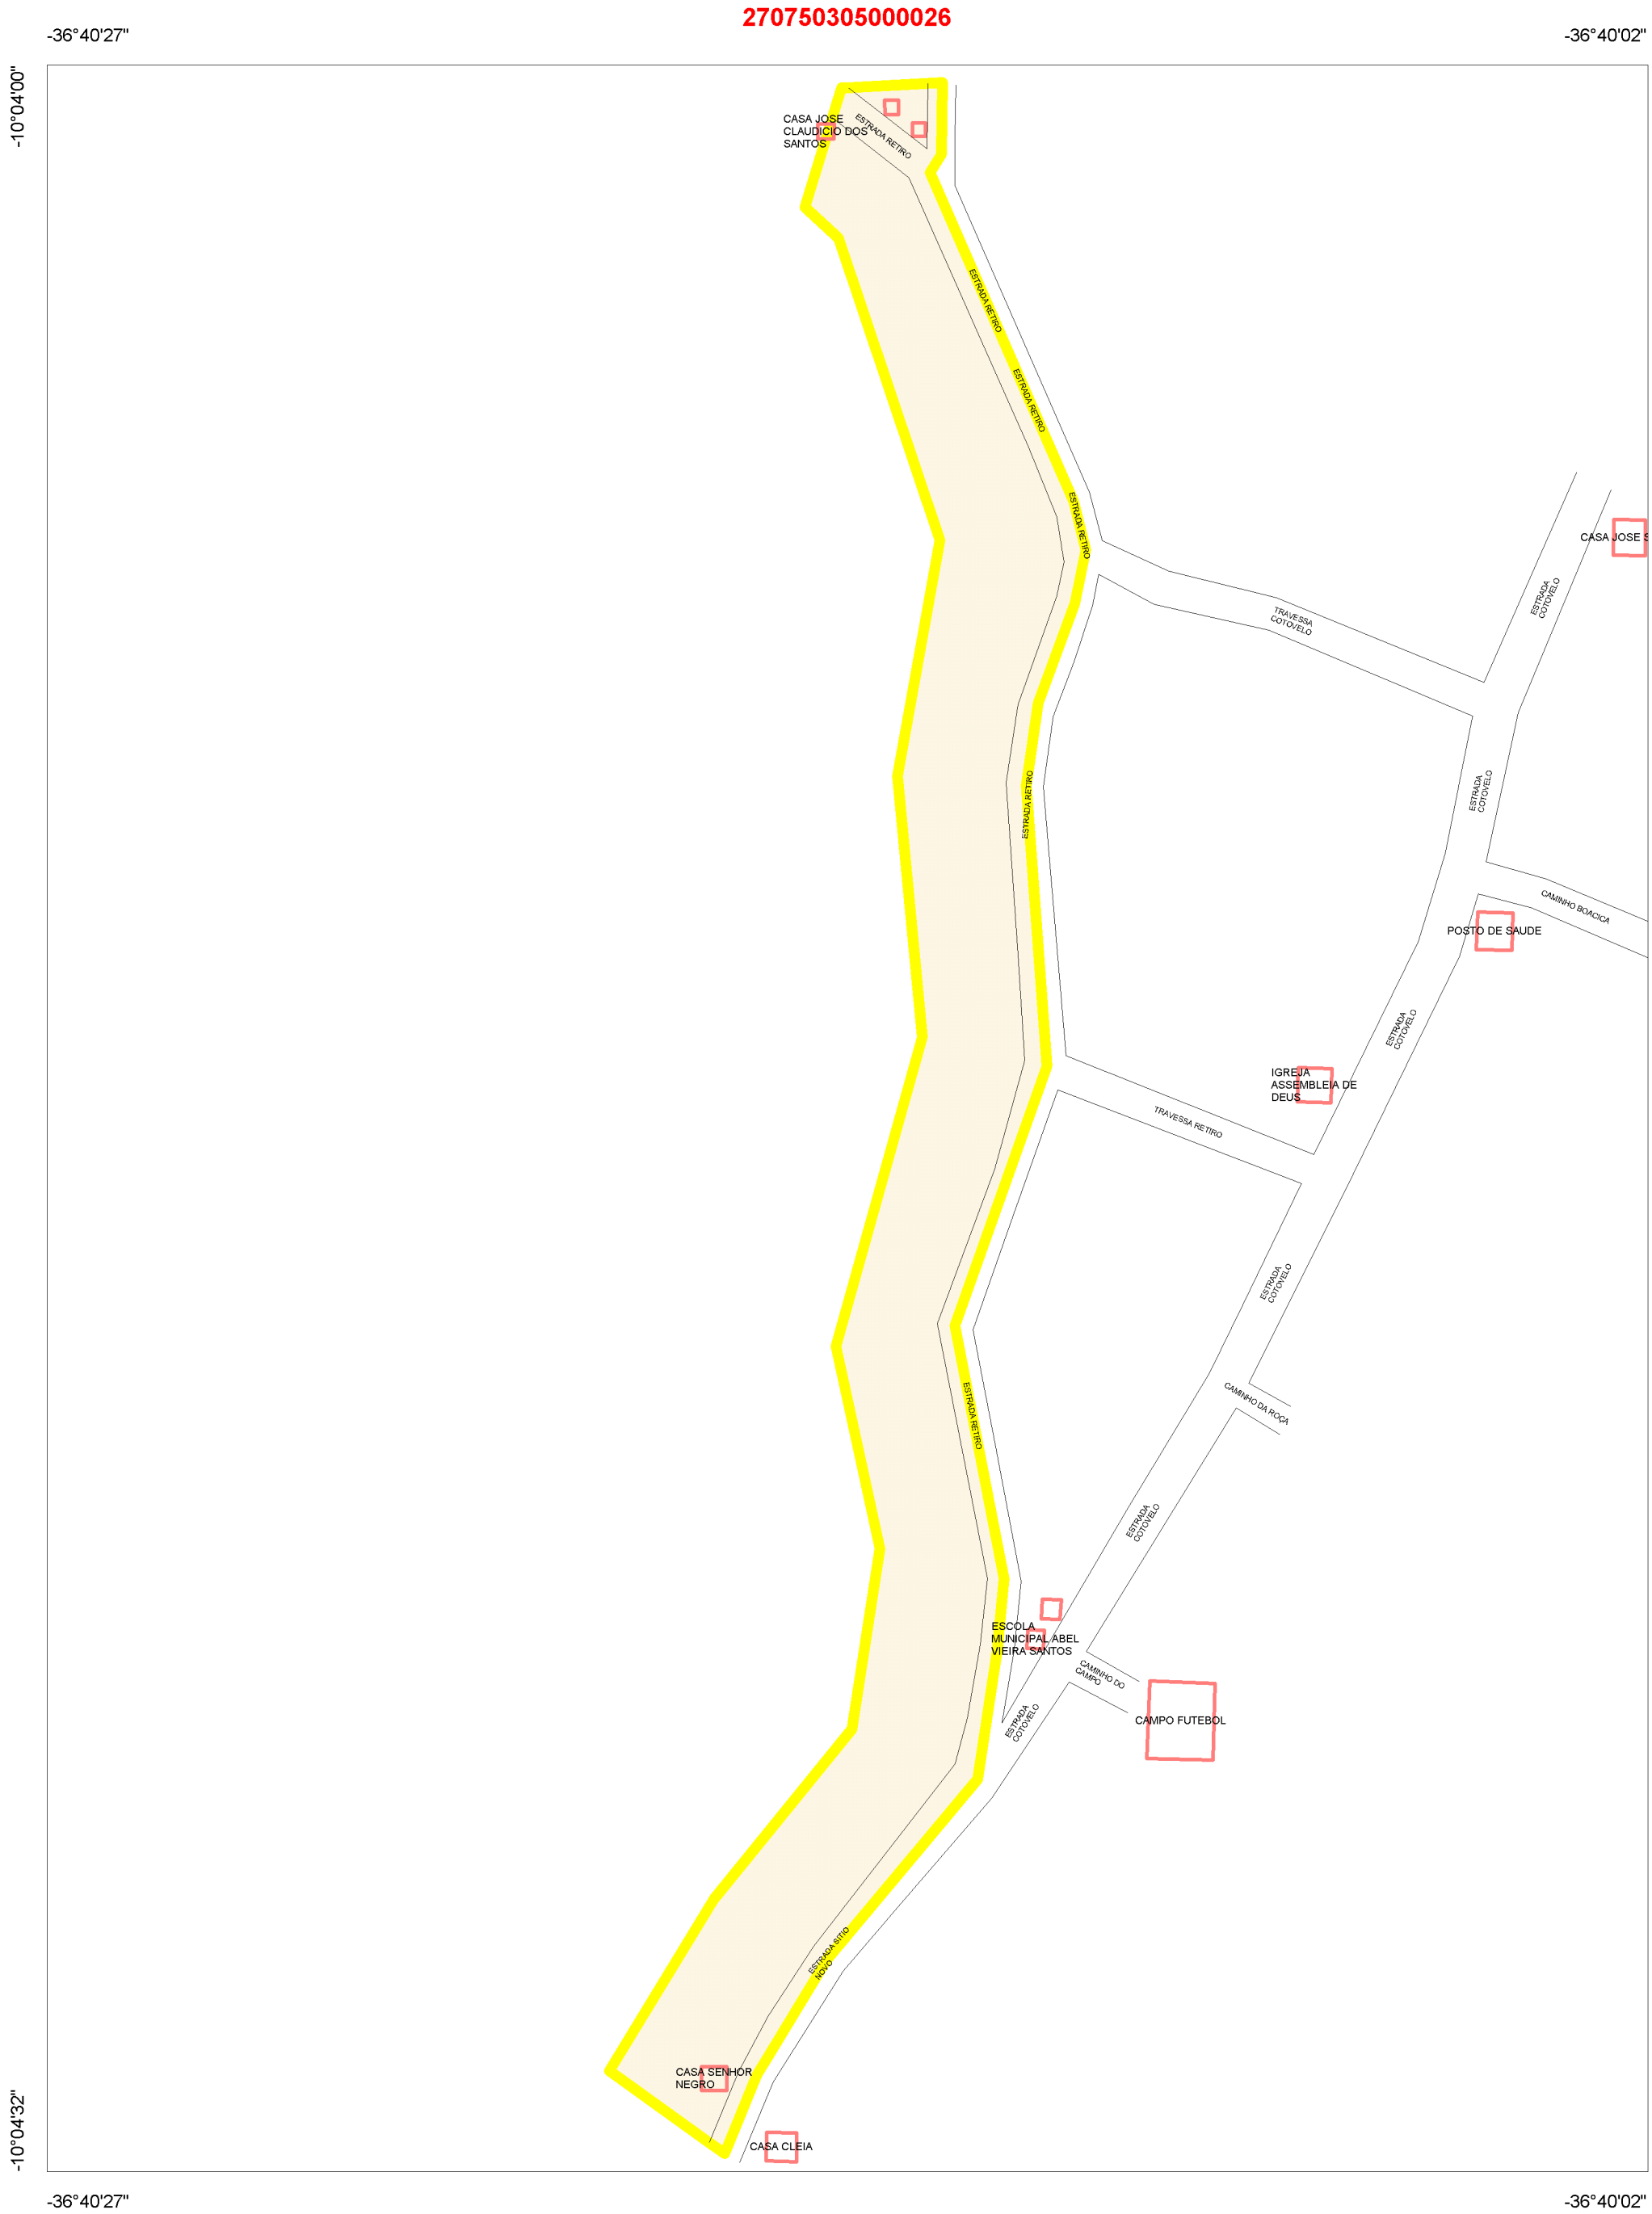 270750305000026
-36°40'27"
-36°40'02"
-10°04'00"
CASA JOSE
CLAUDICIO DOS
SANTOS
ESTRADA RETIRO
ESTRADA RETIRO
ESTRADA RETIRO
ESTRADA RETIRO
CASA JOSE S
ESTRADA
COTOVELO
TRAVESSA
COTOVELO
ESTRADA RETIRO
ESTRADA
COTOVELO
CAMINHO BOACICA
POSTO DE SAUDE
ESTRADA
COTOVELO
IGREJA
ASSEMBLEIA DE
DEUS
TRAVESSA RETIRO
ESTRADA
COTOVELO
ESTRADA RETIRO
CAMINHO DA ROÇA
ESTRADA
COTOVELO
ESCOLA
MUNICIPAL ABEL
VIEIRA SANTOS
CAMINHO DO
CAMPO
ESTRADA
COTOVELO
CAMPO FUTEBOL
ESTRADA SITIO
NOVO
CASA SENHOR
NEGRO
CASA CLEIA
-10°04'32"
-36°40'27"
-36°40'02"